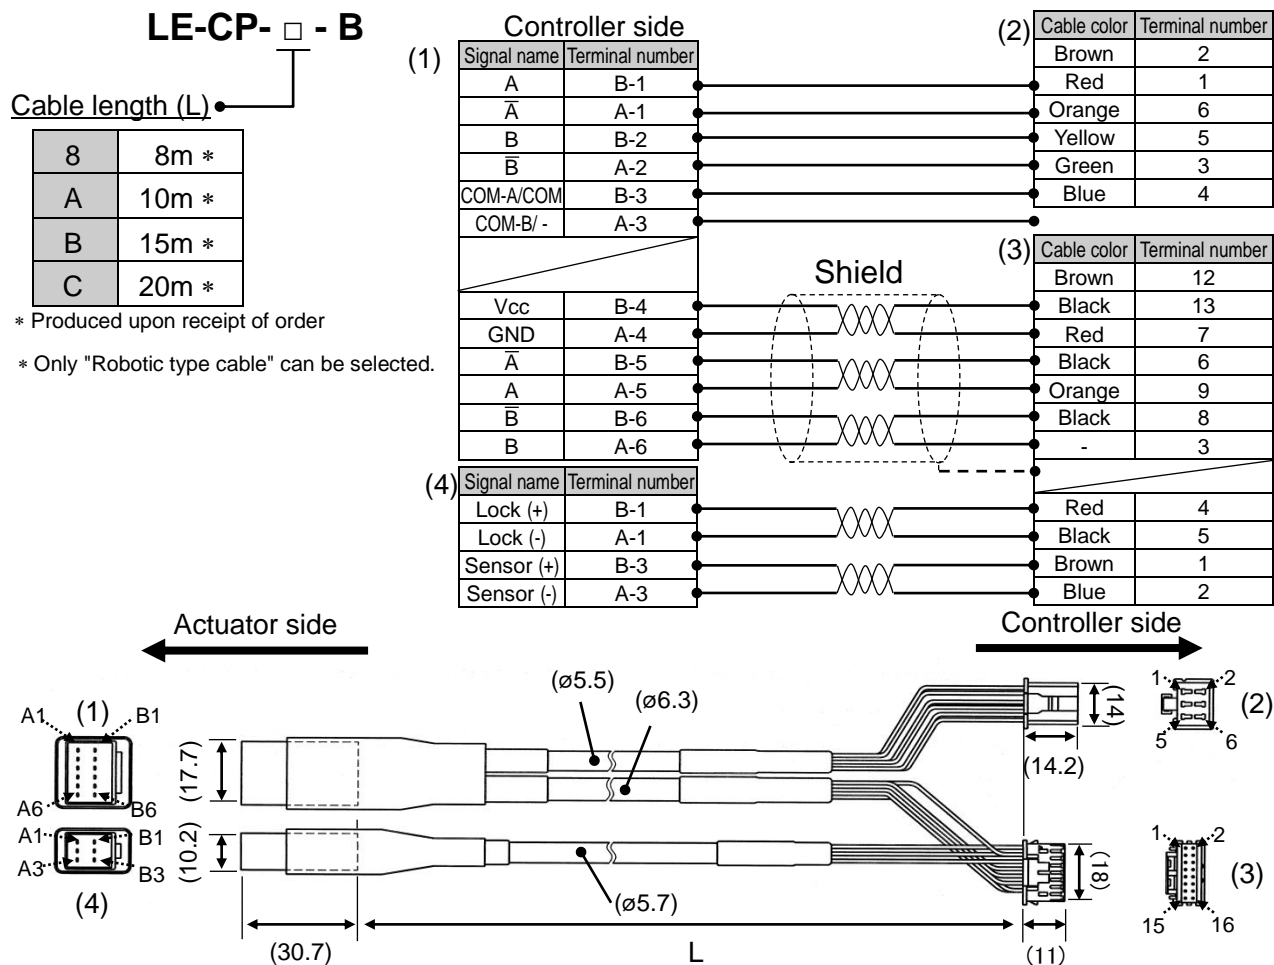 LE-CP- □ - B
Cable length (L)
8 8m *
A 10m *
B 15m *
C 20m *
* Produced upon receipt of order
* Only "Robotic type cable" can be selected.
Controller side
(1)
Signal name Terminal number
A B-1
A̅ A-1
B B-2
B̅ A-2
COM-A/COM B-3
COM-B/ - A-3
Vcc B-4
GND A-4
A̅ B-5
A A-5
B̅ B-6
B A-6
(4)
Signal name Terminal number
Lock (+) B-1
Lock (-) A-1
Sensor (+) B-3
Sensor (-) A-3
Shield
(2)
Cable color Terminal number
Brown 2
Red 1
Orange 6
Yellow 5
Green 3
Blue 4
(3)
Cable color Terminal number
Brown 12
Black 13
Red 7
Black 6
Orange 9
Black 8
- 3
Red 4
Black 5
Brown 1
Blue 2
Actuator side
Controller side
A1 (1) B1
A6 B6
A1 B1
A3 B3
(4)
(17.7)
(10.2)
(ø5.5)
(ø6.3)
(ø5.7)
(30.7)
L
(14)
(14.2)
(18)
(11)
1 2
(2)
5 6
1 2
(3)
15 16